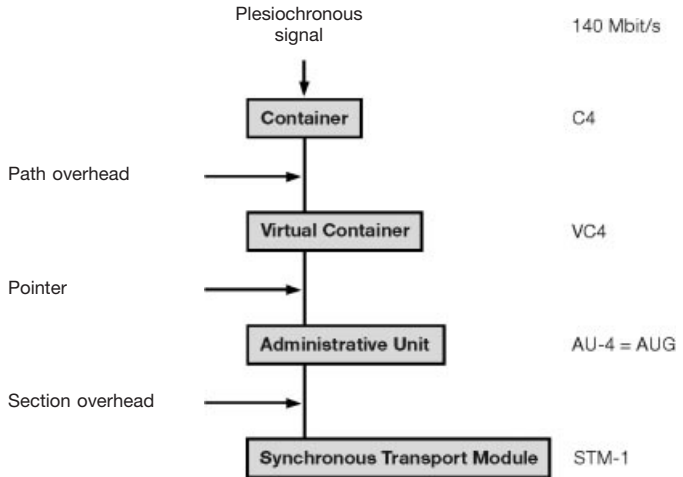 Plesiochronous
signal
140 Mbit/s
Container
C4
Path overhead
Virtual Container
VC4
Pointer
Administrative Unit
AU-4 = AUG
Section overhead
Synchronous Transport Module
STM-1